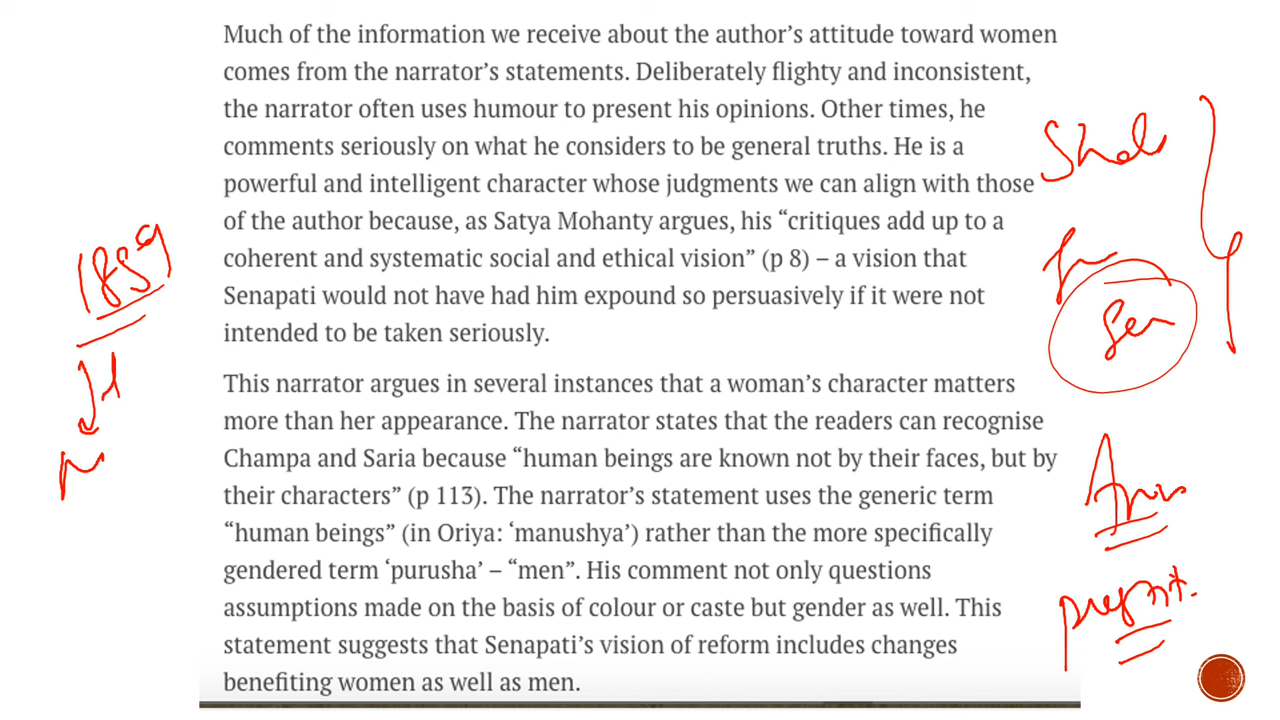 Much of the information we receive about the author's attitude toward women
comes from the narrator's statements. Deliberately flighty and inconsistent,
the narrator often uses humour to present his opinions. Other times, he
comments seriously on what he considers to be general truths. He is a
powerful and intelligent character whose judgments we can align with those
of the author because, as Satya Mohanty argues, his “critiques add up to a
coherent and systematic social and ethical vision” (p 8) – a vision that
Senapati would not have had him expound so persuasively if it were not
intended to be taken seriously.
This narrator argues in several instances that a woman's character matters
more than her appearance. The narrator states that the readers can recognise
Champa and Saria because “human beings are known not by their faces, but by
their characters” (p 113). The narrator's statement uses the generic term
“human beings” (in Oriya: ‘manushya’) rather than the more specifically
gendered term ‘purusha’ – “men”. His comment not only questions
assumptions made on the basis of colour or caste but gender as well. This
statement suggests that Senapati's vision of reform includes changes
benefiting women as well as men.
1859